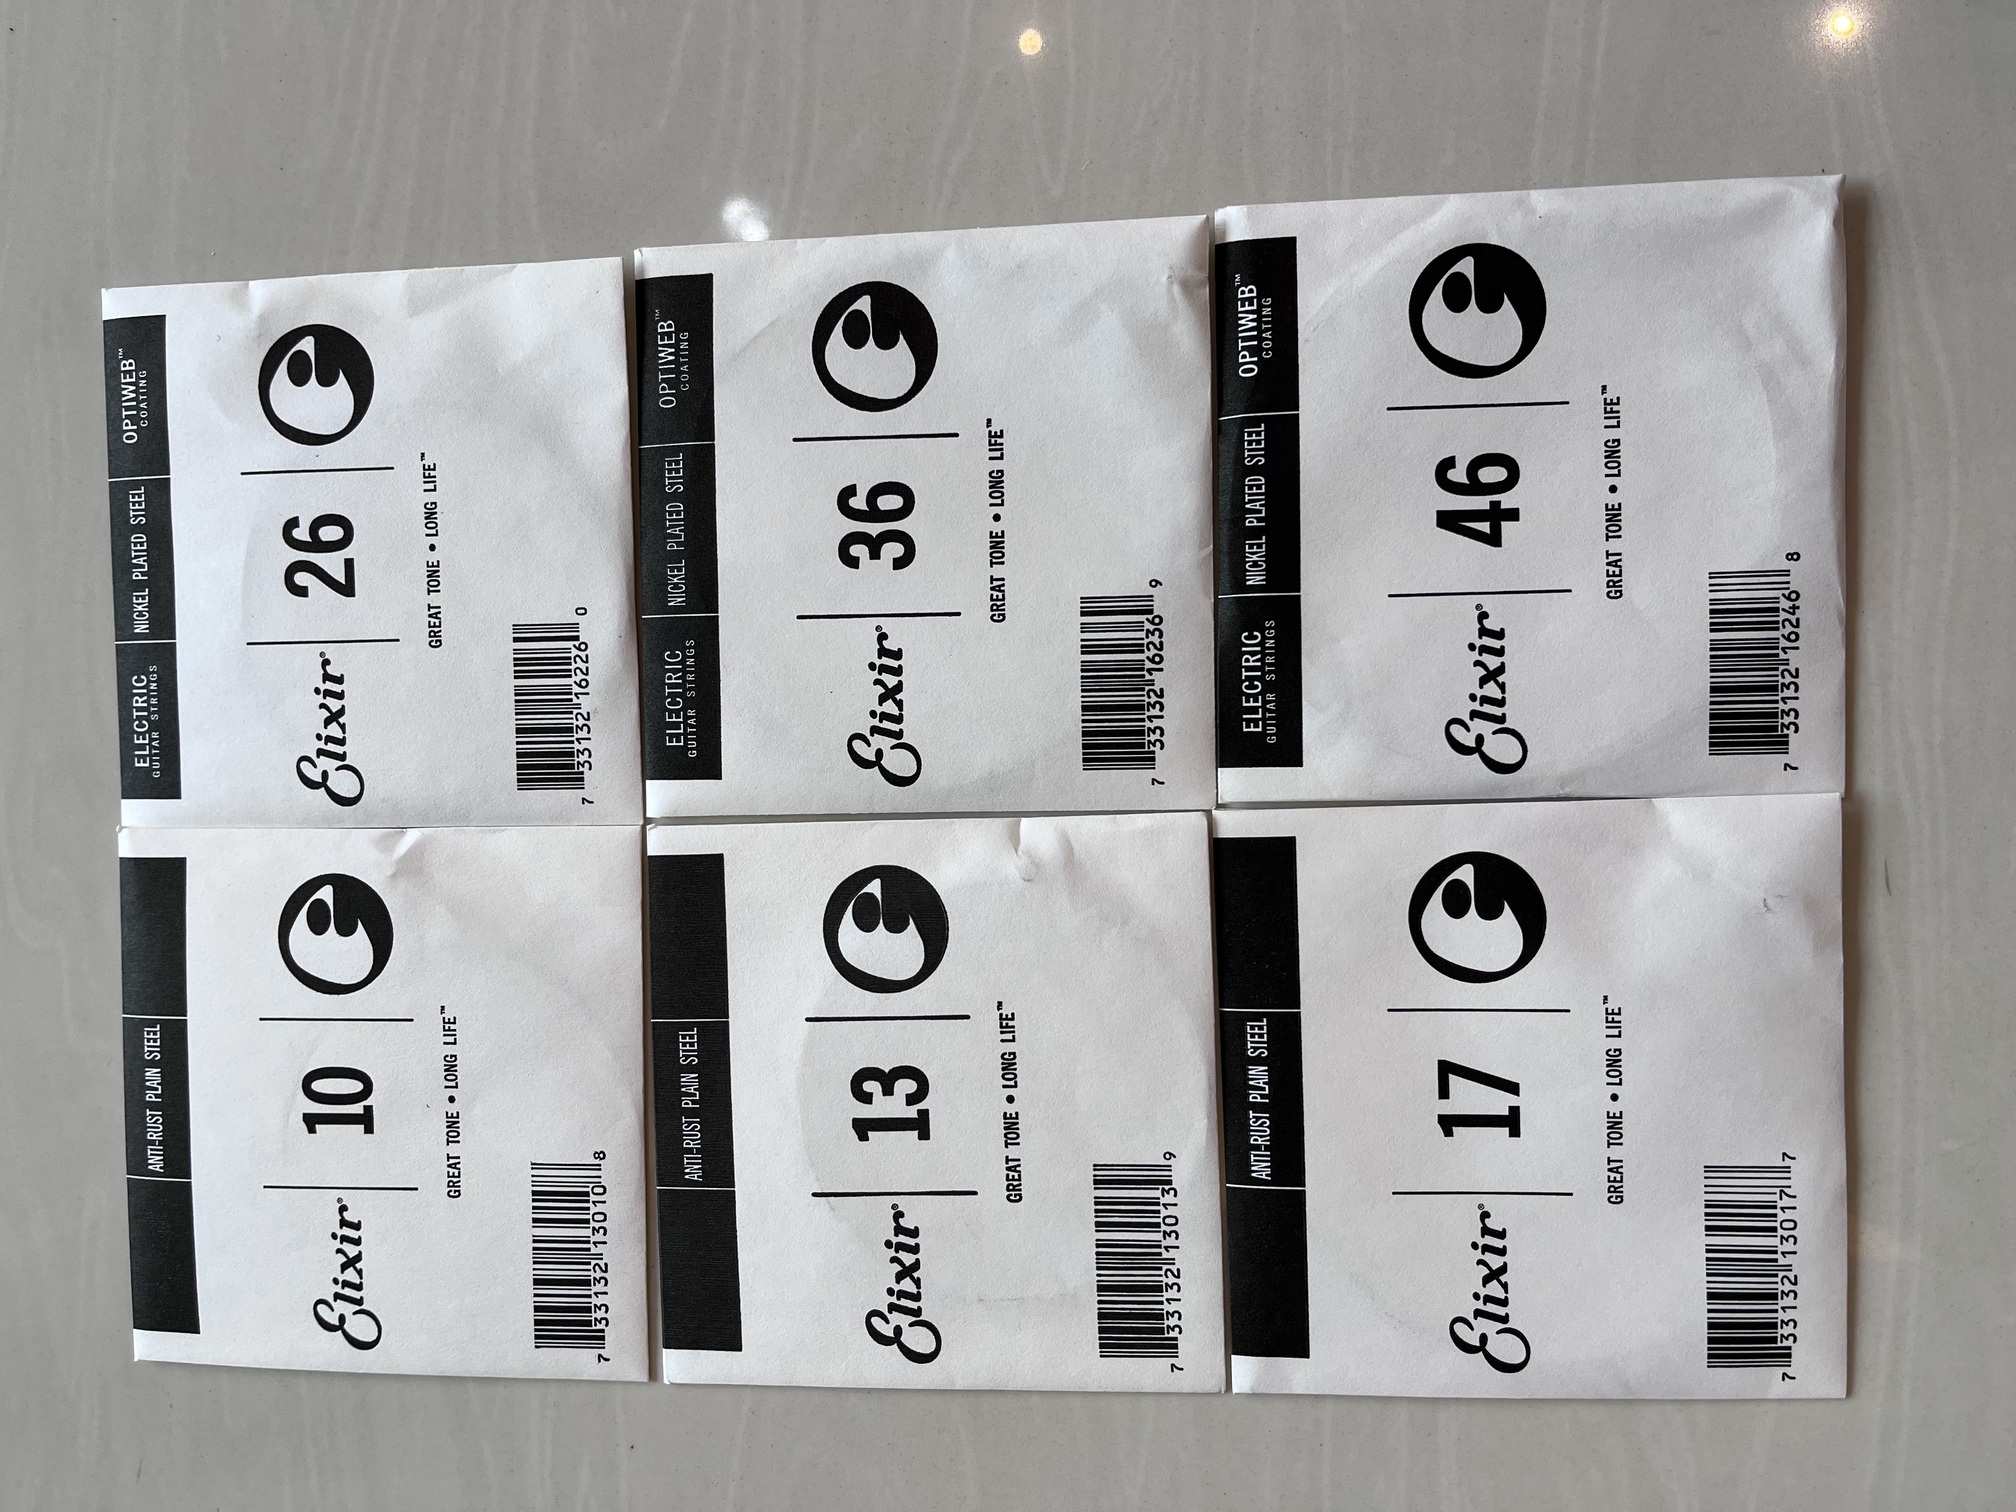 ANTI-RUST PLAIN STEEL
Elixir® 10
GREAT TONE • LONG LIFE™
7 33132 13010 8
ELECTRIC NICKEL PLATED STEEL OPTIWEB™
GUITAR STRINGS COATING
Elixir® 26
GREAT TONE • LONG LIFE™
7 33132 16226 0
ANTI-RUST PLAIN STEEL
Elixir® 13
GREAT TONE • LONG LIFE™
7 33132 13013 9
ELECTRIC NICKEL PLATED STEEL OPTIWEB™
GUITAR STRINGS COATING
Elixir® 36
GREAT TONE • LONG LIFE™
7 33132 16236 9
ANTI-RUST PLAIN STEEL
Elixir® 17
GREAT TONE • LONG LIFE™
7 33132 13017 7
ELECTRIC NICKEL PLATED STEEL OPTIWEB™
GUITAR STRINGS COATING
Elixir® 46
GREAT TONE • LONG LIFE™
7 33132 16246 8